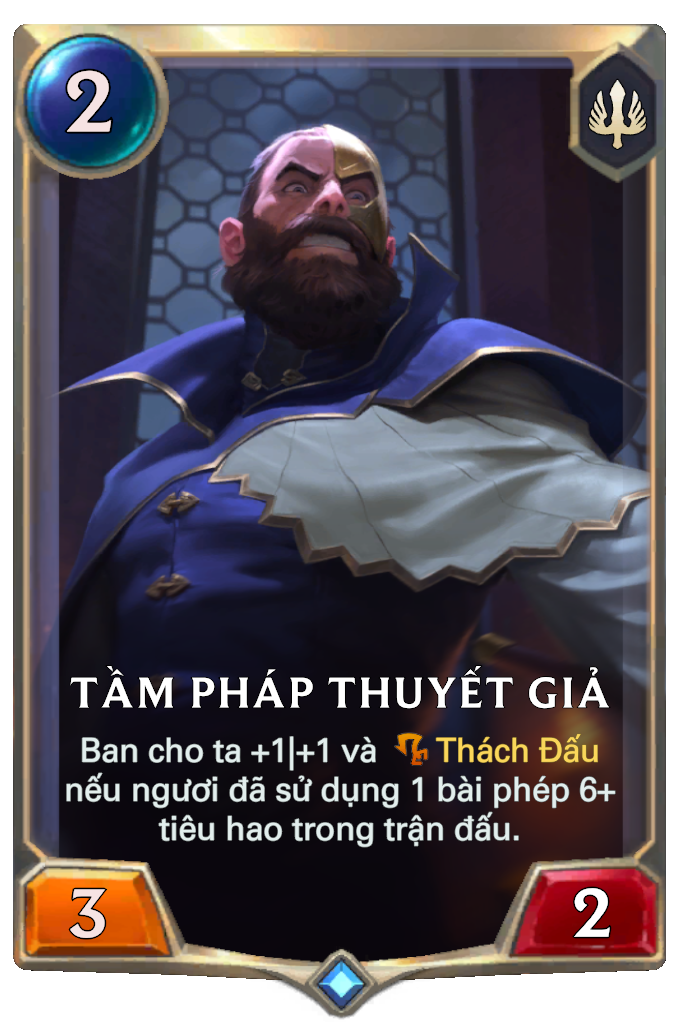 2
TẦM PHÁP THUYẾT GIẢ
Ban cho ta +1|+1 và Thách Đấu
nếu ngươi đã sử dụng 1 bài phép 6+
tiêu hao trong trận đấu.
3
2